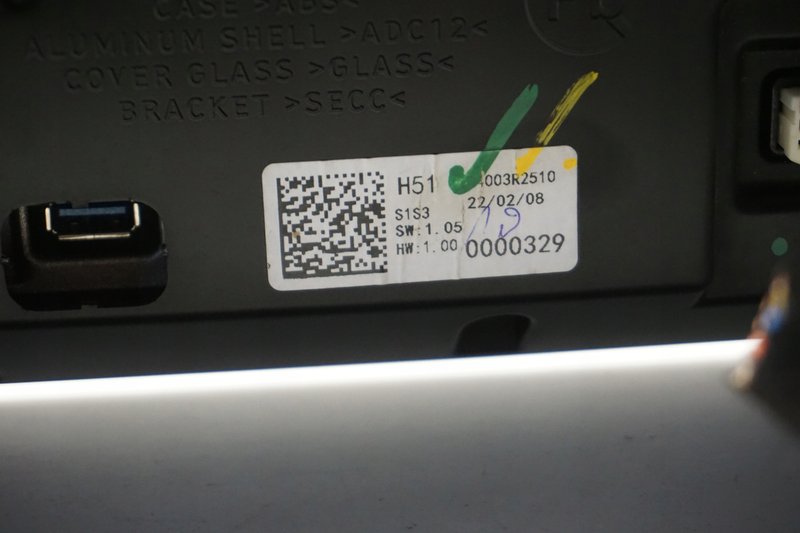 CASE >ABS<
ALUMINUM SHELL >ADC12<
COVER GLASS >GLASS<
BRACKET >SECC<
H51
4003R2510
S1S3
22/02/08
SW:1.05
HW:1.00
0000329